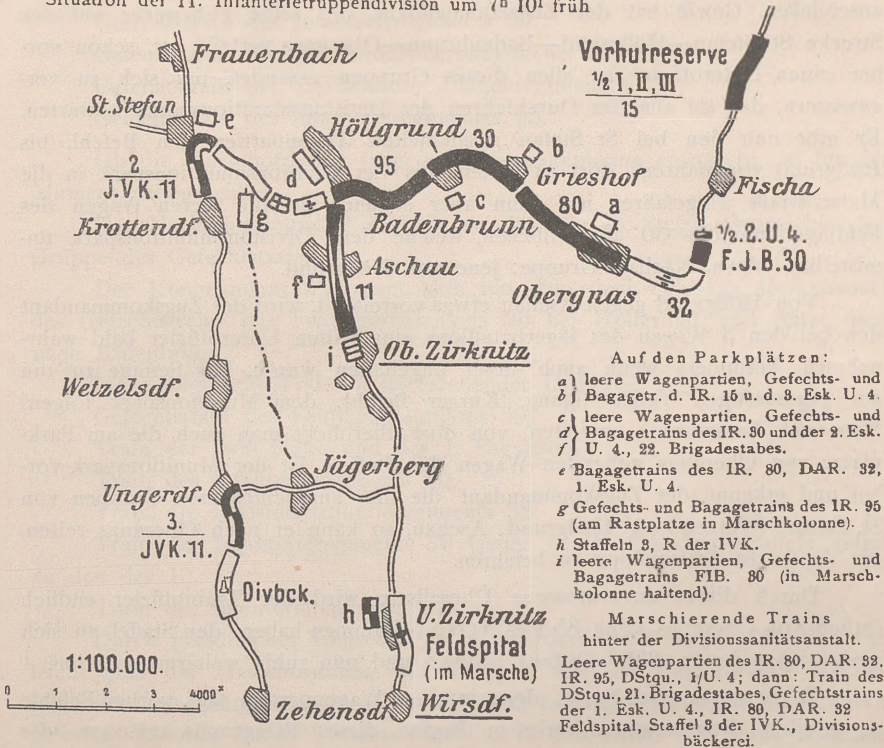 Situation der 11. Infanterietruppendivision um 7h 10I früh
Frauenbach
Vorhutreserve
½ I, II, III
15
St. Stefan
e
Höllgrund
30
95
b
2
J.V.K.11
d
Grieshof
Fischa
g
c
80
a
Krottendf.
Badenbrunn
½.2.U.4.
F.J.B.30
Aschau
f
11
Obergnas
32
i
Ob. Zirknitz
Auf den Parkplätzen:
a } leere Wagenpartien, Gefechts- und
b } Bagagetr. d. IR. 15 u. d. 3. Esk. U. 4.
Wetzelsdf.
c } leere Wagenpartien, Gefechts- und
d } Bagagetrains des IR. 30 und der 2. Esk.
f } U. 4., 22. Brigadestabes.
Jägerberg
e Bagagetrains des IR. 80, DAR. 32,
1. Esk. U. 4.
Ungerdf.
g Gefechts- und Bagagetrains des IR. 95
(am Rastplatze in Marschkolonne).
3.
JVK.11.
h Staffeln 3, R der IVK.
i leere Wagenpartien, Gefechts- und
Bagagetrains FIB. 80 (in Marsch-
kolonne haltend).
Divbck.
h
U. Zirknitz
Feldspital
(im Marsche)
Marschierende Trains
hinter der Divisionssanitätsanstalt.
1:100.000.
Leere Wagenpartien des IR. 80, DAR. 32,
IR. 95, DStqu., 1/U. 4; dann: Train des
0 1 2 3 4000×
DStqu., 21. Brigadestabes, Gefechtstrains
der 1. Esk. U. 4., IR. 80, DAR. 32
Zehensdf.
Wirsdf.
Feldspital, Staffel 3 der IVK., Divisions-
bäckerei.